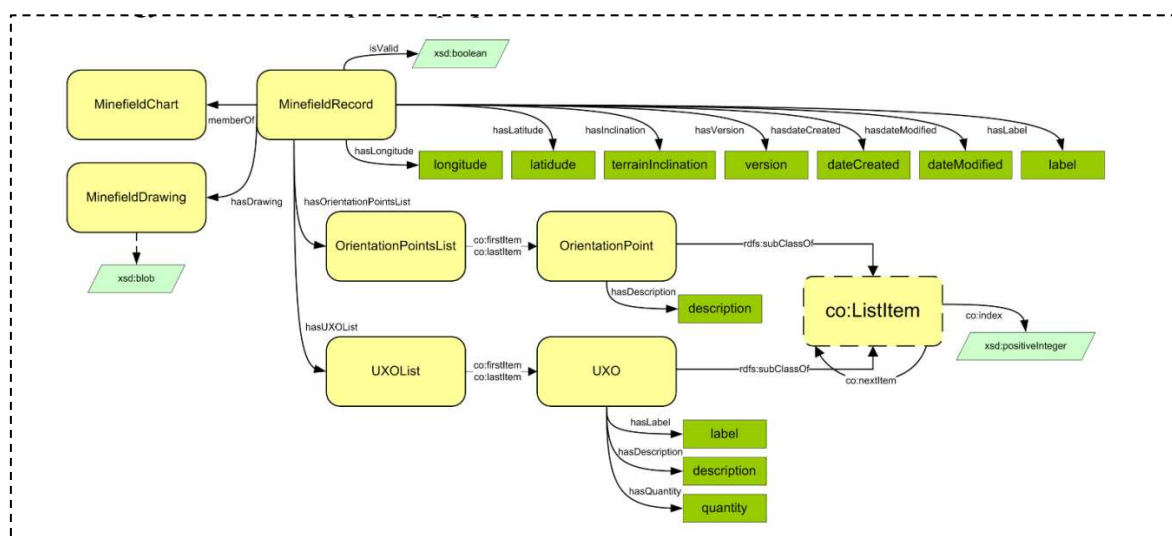 isValid
xsd:boolean
MinefieldChart
memberOf
MinefieldRecord
hasLatitude
hasInclination
hasVersion
hasdateCreated
hasdateModified
hasLabel
hasLongitude
longitude
latidude
terrainInclination
version
dateCreated
dateModified
label
MinefieldDrawing
hasDrawing
xsd:blob
hasOrientationPointsList
OrientationPointsList
co:firstItem
co:lastItem
OrientationPoint
rdfs:subClassOf
hasDescription
description
co:ListItem
co:index
xsd:positiveInteger
hasUXOList
UXOList
co:firstItem
co:lastItem
UXO
rdfs:subClassOf
co:nextItem
hasLabel
label
hasDescription
description
hasQuantity
quantity